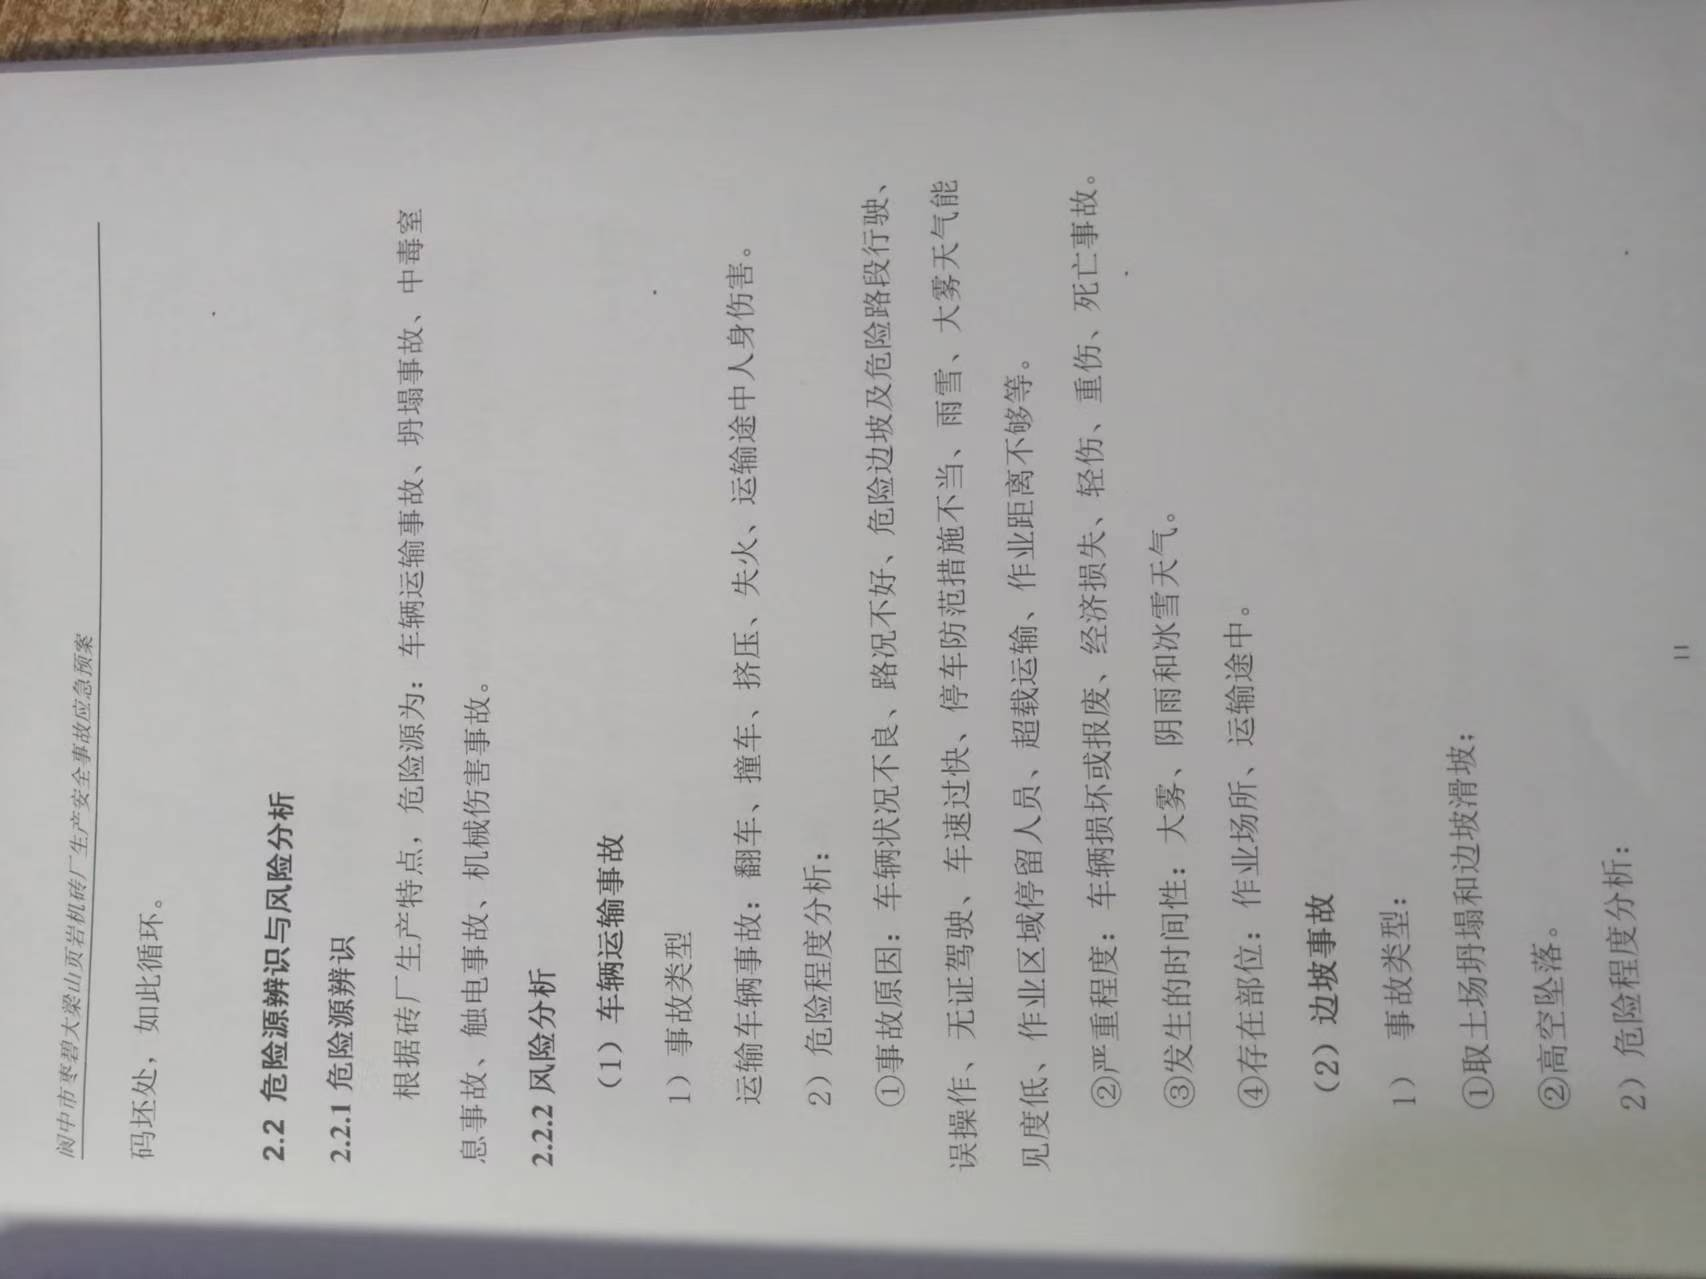 阆中市枣碧大梁山页岩机砖厂生产安全事故应急预案
码坯处，如此循环。
2.2 危险源辨识与风险分析
2.2.1 危险源辨识
根据砖厂生产特点，危险源为：车辆运输事故、坍塌事故、中毒室
息事故、触电事故、机械伤害事故。
2.2.2 风险分析
（1）车辆运输事故
1）事故类型
运输车辆事故：翻车、撞车、挤压、失火、运输途中人身伤害。
2）危险程度分析：
①事故原因：车辆状况不良、路况不好、危险边坡及危险路段行驶、
误操作、无证驾驶、车速过快、停车防范措施不当、雨雪、大雾天气能
见度低、作业区域停留人员、超载运输、作业距离不够等。
②严重程度：车辆损坏或报废、经济损失、轻伤、重伤、死亡事故。
③发生的时间性：大雾、阴雨和冰雪天气。
④存在部位：作业场所、运输途中。
（2）边坡事故
1） 事故类型：
①取土场坍塌和边坡滑坡；
②高空坠落。
2）危险程度分析：
11